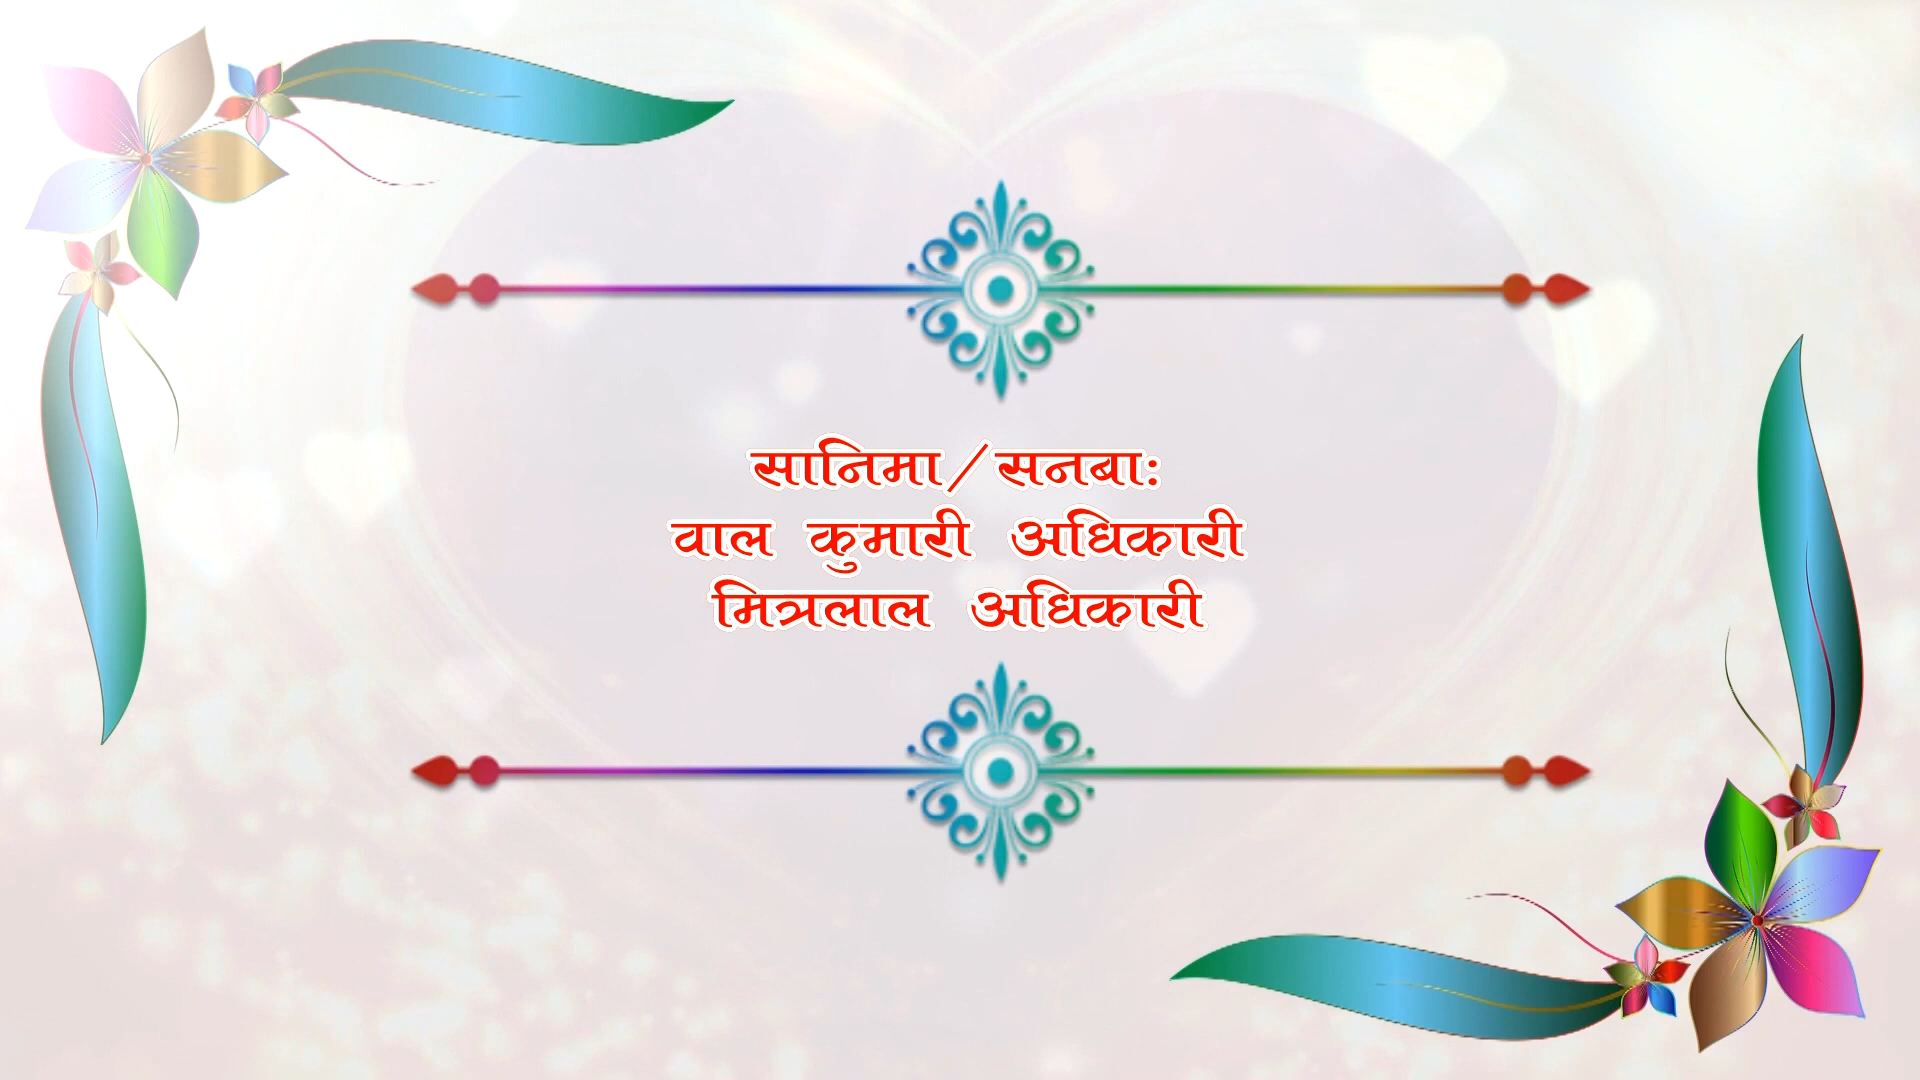 सानिमा/सनबाः
वाल कुमारी अधिकारी
मित्रलाल अधिकारी